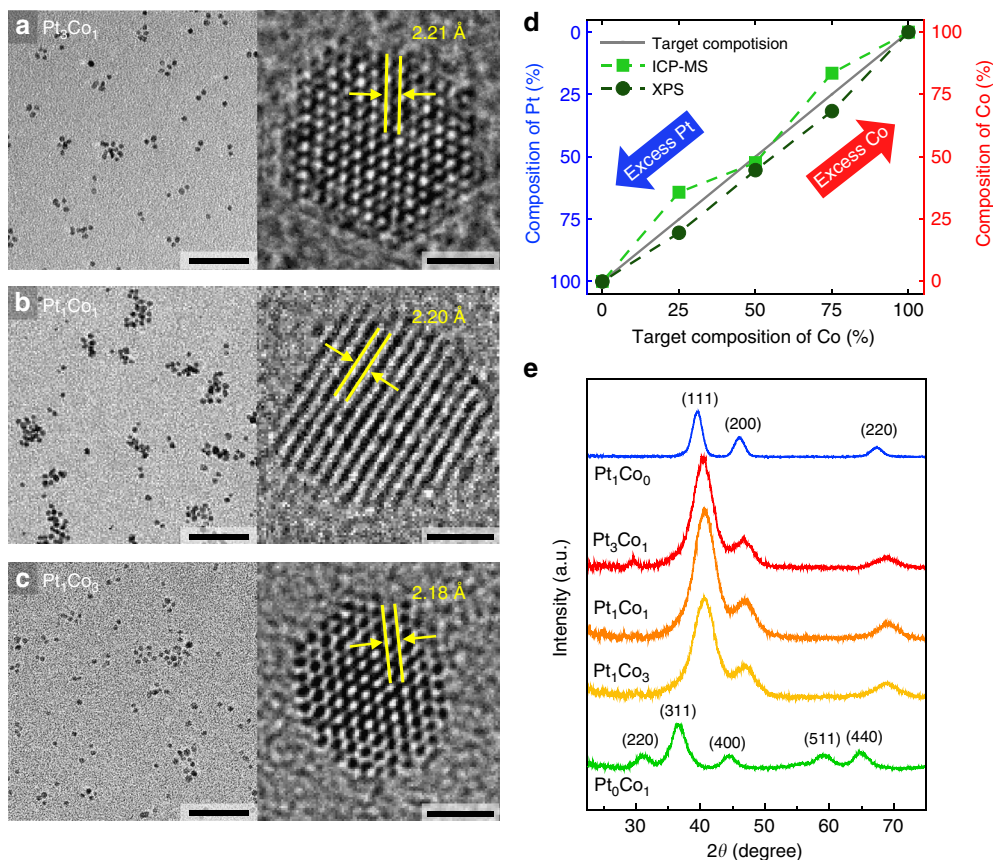 a Pt₃Co₁
2.21 Å
b Pt₁Co₁
2.20 Å
c Pt₁Co₃
2.18 Å
d
0
25
50
75
100
Composition of Pt (%)
Target compotision
ICP-MS
XPS
Excess Pt
Excess Co
100
75
50
25
0
Composition of Co (%)
0 25 50 75 100
Target composition of Co (%)
e
(111)
(200)
(220)
Pt₁Co₀
Pt₃Co₁
Pt₁Co₁
Pt₁Co₃
(220)
(311)
(400)
(511)
(440)
Pt₀Co₁
Intensity (a.u.)
30 40 50 60 70
2θ (degree)